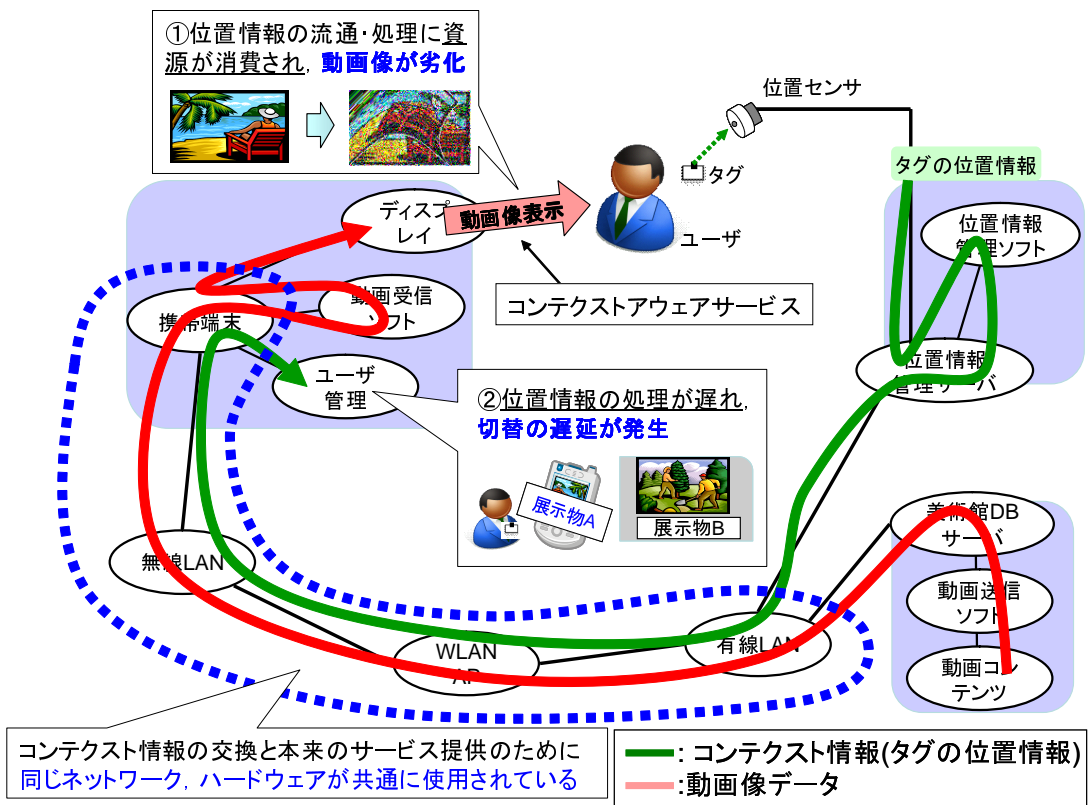 ①位置情報の流通・処理に資
源が消費され, 動画像が劣化
位置センサ
タグの位置情報
タグ
ユーザ
動画像表示
ディスプ
レイ
位置情報
管理ソフト
コンテクストアウェアサービス
動画受信
ソフト
携帯端末
ユーザ
管理
位置情報
管理サーバ
②位置情報の処理が遅れ,
切替の遅延が発生
展示物A
展示物B
無線LAN
美術館DB
サーバ
動画送信
ソフト
有線LAN
WLAN
AP
動画コン
テンツ
コンテクスト情報の交換と本来のサービス提供のために
同じネットワーク, ハードウェアが共通に使用されている
: コンテクスト情報(タグの位置情報)
:動画像データ